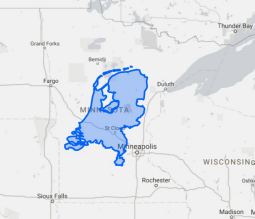 Thunder Bay
Grand Forks
Bemidji
Fargo
Duluth
MINNESOTA
St Cloud
Minneapolis
WISCONSIN
Rochester
Sioux Falls
Madison